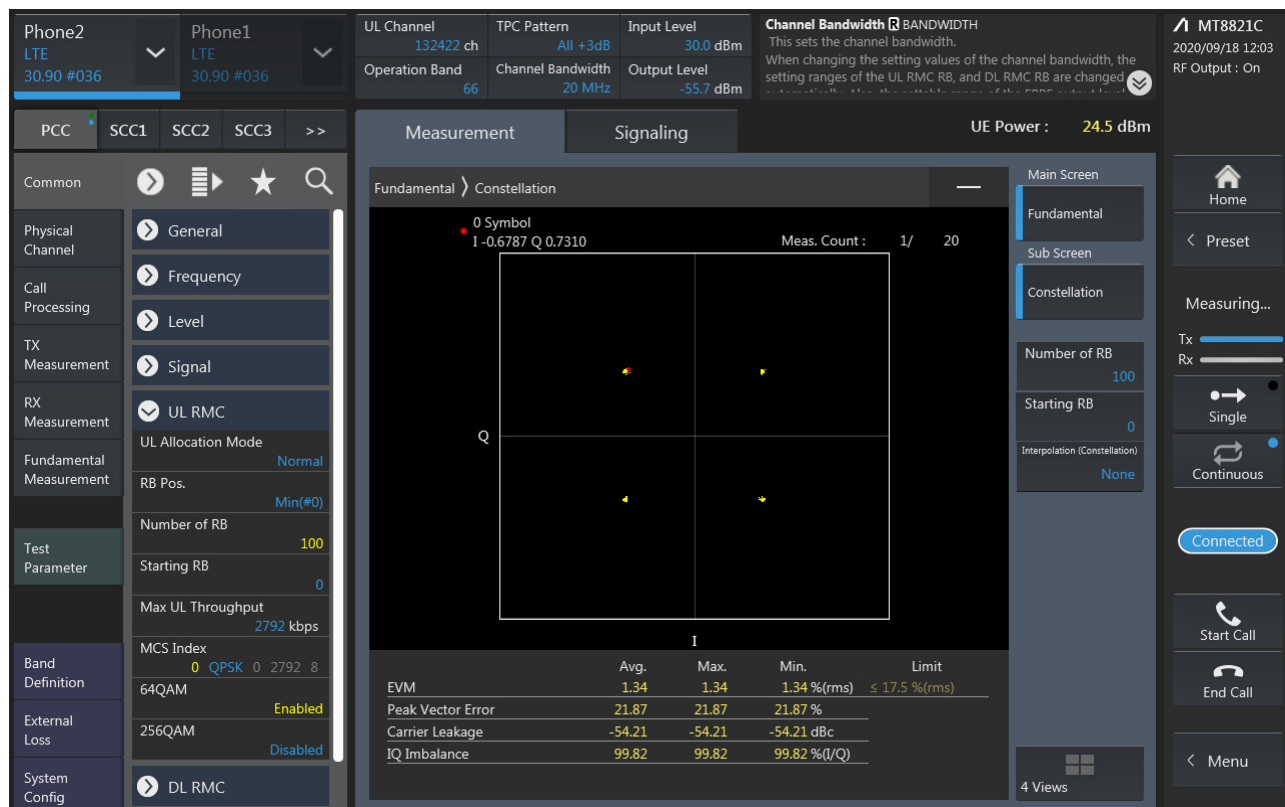 Phone2
LTE
30.90 #036
Phone1
LTE
30.90 #036
UL Channel
132422 ch
TPC Pattern
All +3dB
Input Level
30.0 dBm
Operation Band
66
Channel Bandwidth
20 MHz
Output Level
-55.7 dBm
Channel Bandwidth R BANDWIDTH
This sets the channel bandwidth.
When changing the setting values of the channel bandwidth, the
setting ranges of the UL RMC RB, and DL RMC RB are changed
MT8821C
2020/09/18 12:03
RF Output : On
PCC SCC1 SCC2 SCC3 >>
Measurement
Signaling
UE Power : 24.5 dBm
Common
Physical
Channel
Call
Processing
TX
Measurement
RX
Measurement
Fundamental
Measurement
Test
Parameter
Band
Definition
External
Loss
System
Config
General
Frequency
Level
Signal
UL RMC
UL Allocation Mode
Normal
RB Pos.
Min(#0)
Number of RB
100
Starting RB
0
Max UL Throughput
2792 kbps
MCS Index
0 QPSK 0 2792 8
64QAM
Enabled
256QAM
Disabled
DL RMC
Fundamental 〉 Constellation
0 Symbol
I -0.6787 Q 0.7310
Meas. Count : 1/ 20
Q
I
Avg. Max. Min. Limit
EVM 1.34 1.34 1.34 %(rms) ≤ 17.5 %(rms)
Peak Vector Error 21.87 21.87 21.87 %
Carrier Leakage -54.21 -54.21 -54.21 dBc
IQ Imbalance 99.82 99.82 99.82 %(I/Q)
Main Screen
Fundamental
Sub Screen
Constellation
Number of RB
100
Starting RB
0
Interpolation (Constellation)
None
4 Views
Home
< Preset
Measuring...
Tx
Rx
Single
Continuous
Connected
Start Call
End Call
< Menu